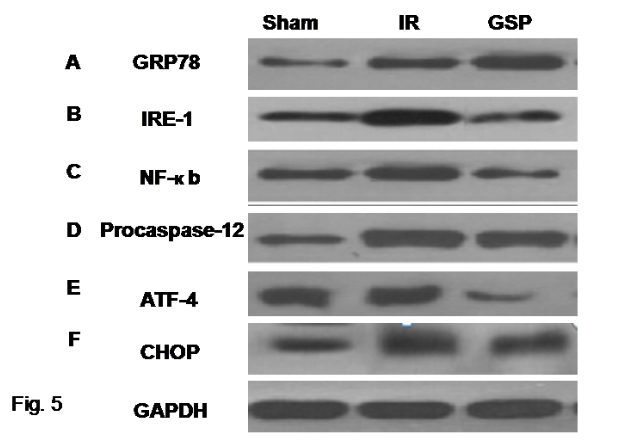 Sham IR GSP
A GRP78
B IRE-1
C NF-κ b
D Procaspase-12
E ATF-4
F CHOP
Fig. 5 GAPDH